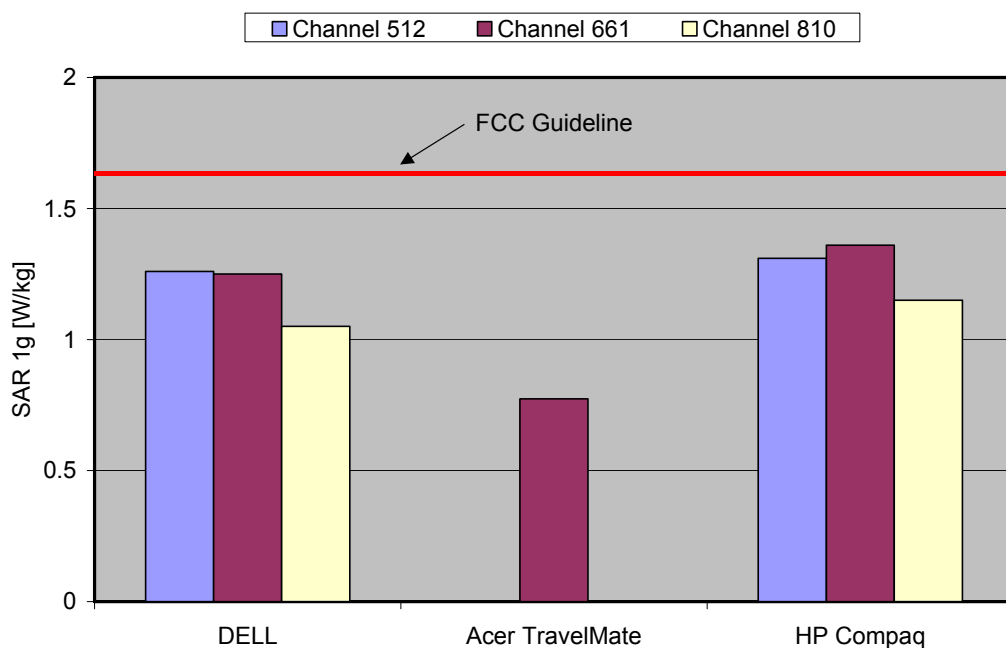 Channel 512 Channel 661 Channel 810
2
FCC Guideline
1.5
1
0.5
0
SAR 1g [W/kg]
DELL Acer TravelMate HP Compaq